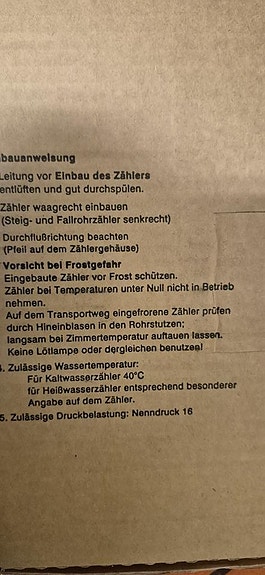 bauanweisung
Leitung vor Einbau des Zählers
entlüften und gut durchspülen.
Zähler waagrecht einbauen
(Steig- und Fallrohrzähler senkrecht)
Durchflußrichtung beachten
(Pfeil auf dem Zählergehäuse)
Vorsicht bei Frostgefahr
Eingebaute Zähler vor Frost schützen.
Zähler bei Temperaturen unter Null nicht in Betrieb
nehmen.
Auf dem Transportweg eingefrorene Zähler prüfen
durch Hineinblasen in den Rohrstutzen;
langsam bei Zimmertemperatur auftauen lassen.
Keine Lötlampe oder dergleichen benutzen!
4. Zulässige Wassertemperatur:
Für Kaltwasserzähler 40°C
für Heißwasserzähler entsprechend besonderer
Angabe auf dem Zähler.
5. Zulässige Druckbelastung: Nenndruck 16